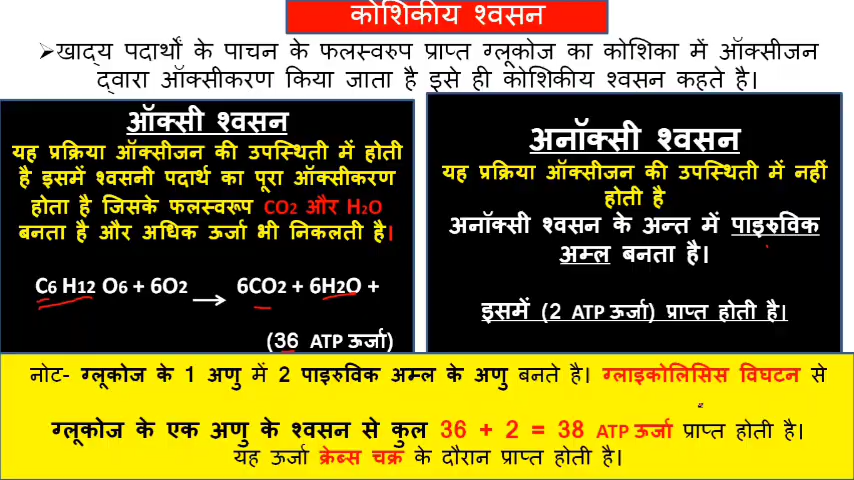 कोशिकीय श्वसन
➢खाद्य पदार्थों के पाचन के फलस्वरुप प्राप्त ग्लूकोज का कोशिका में ऑक्सीजन
द्वारा ऑक्सीकरण किया जाता है इसे ही कोशिकीय श्वसन कहते है।
ऑक्सी श्वसन
यह प्रक्रिया ऑक्सीजन की उपस्थिती में होती
है इसमें श्वसनी पदार्थ का पूरा ऑक्सीकरण
होता है जिसके फलस्वरूप CO2 और H2O
बनता है और अधिक ऊर्जा भी निकलती है।
C6 H12 O6 + 6O2 → 6CO2 + 6H2O +
(36 ATP ऊर्जा)
अनॉक्सी श्वसन
यह प्रक्रिया ऑक्सीजन की उपस्थिती में नहीं
होती है
अनॉक्सी श्वसन के अन्त में पाइरुविक
अम्ल बनता है।
इसमें (2 ATP ऊर्जा) प्राप्त होती है।
नोट- ग्लूकोज के 1 अणु में 2 पाइरुविक अम्ल के अणु बनते है। ग्लाइकोलिसिस विघटन से
ग्लूकोज के एक अणु के श्वसन से कुल 36 + 2 = 38 ATP ऊर्जा प्राप्त होती है।
यह ऊर्जा क्रेब्स चक्र के दौरान प्राप्त होती है।